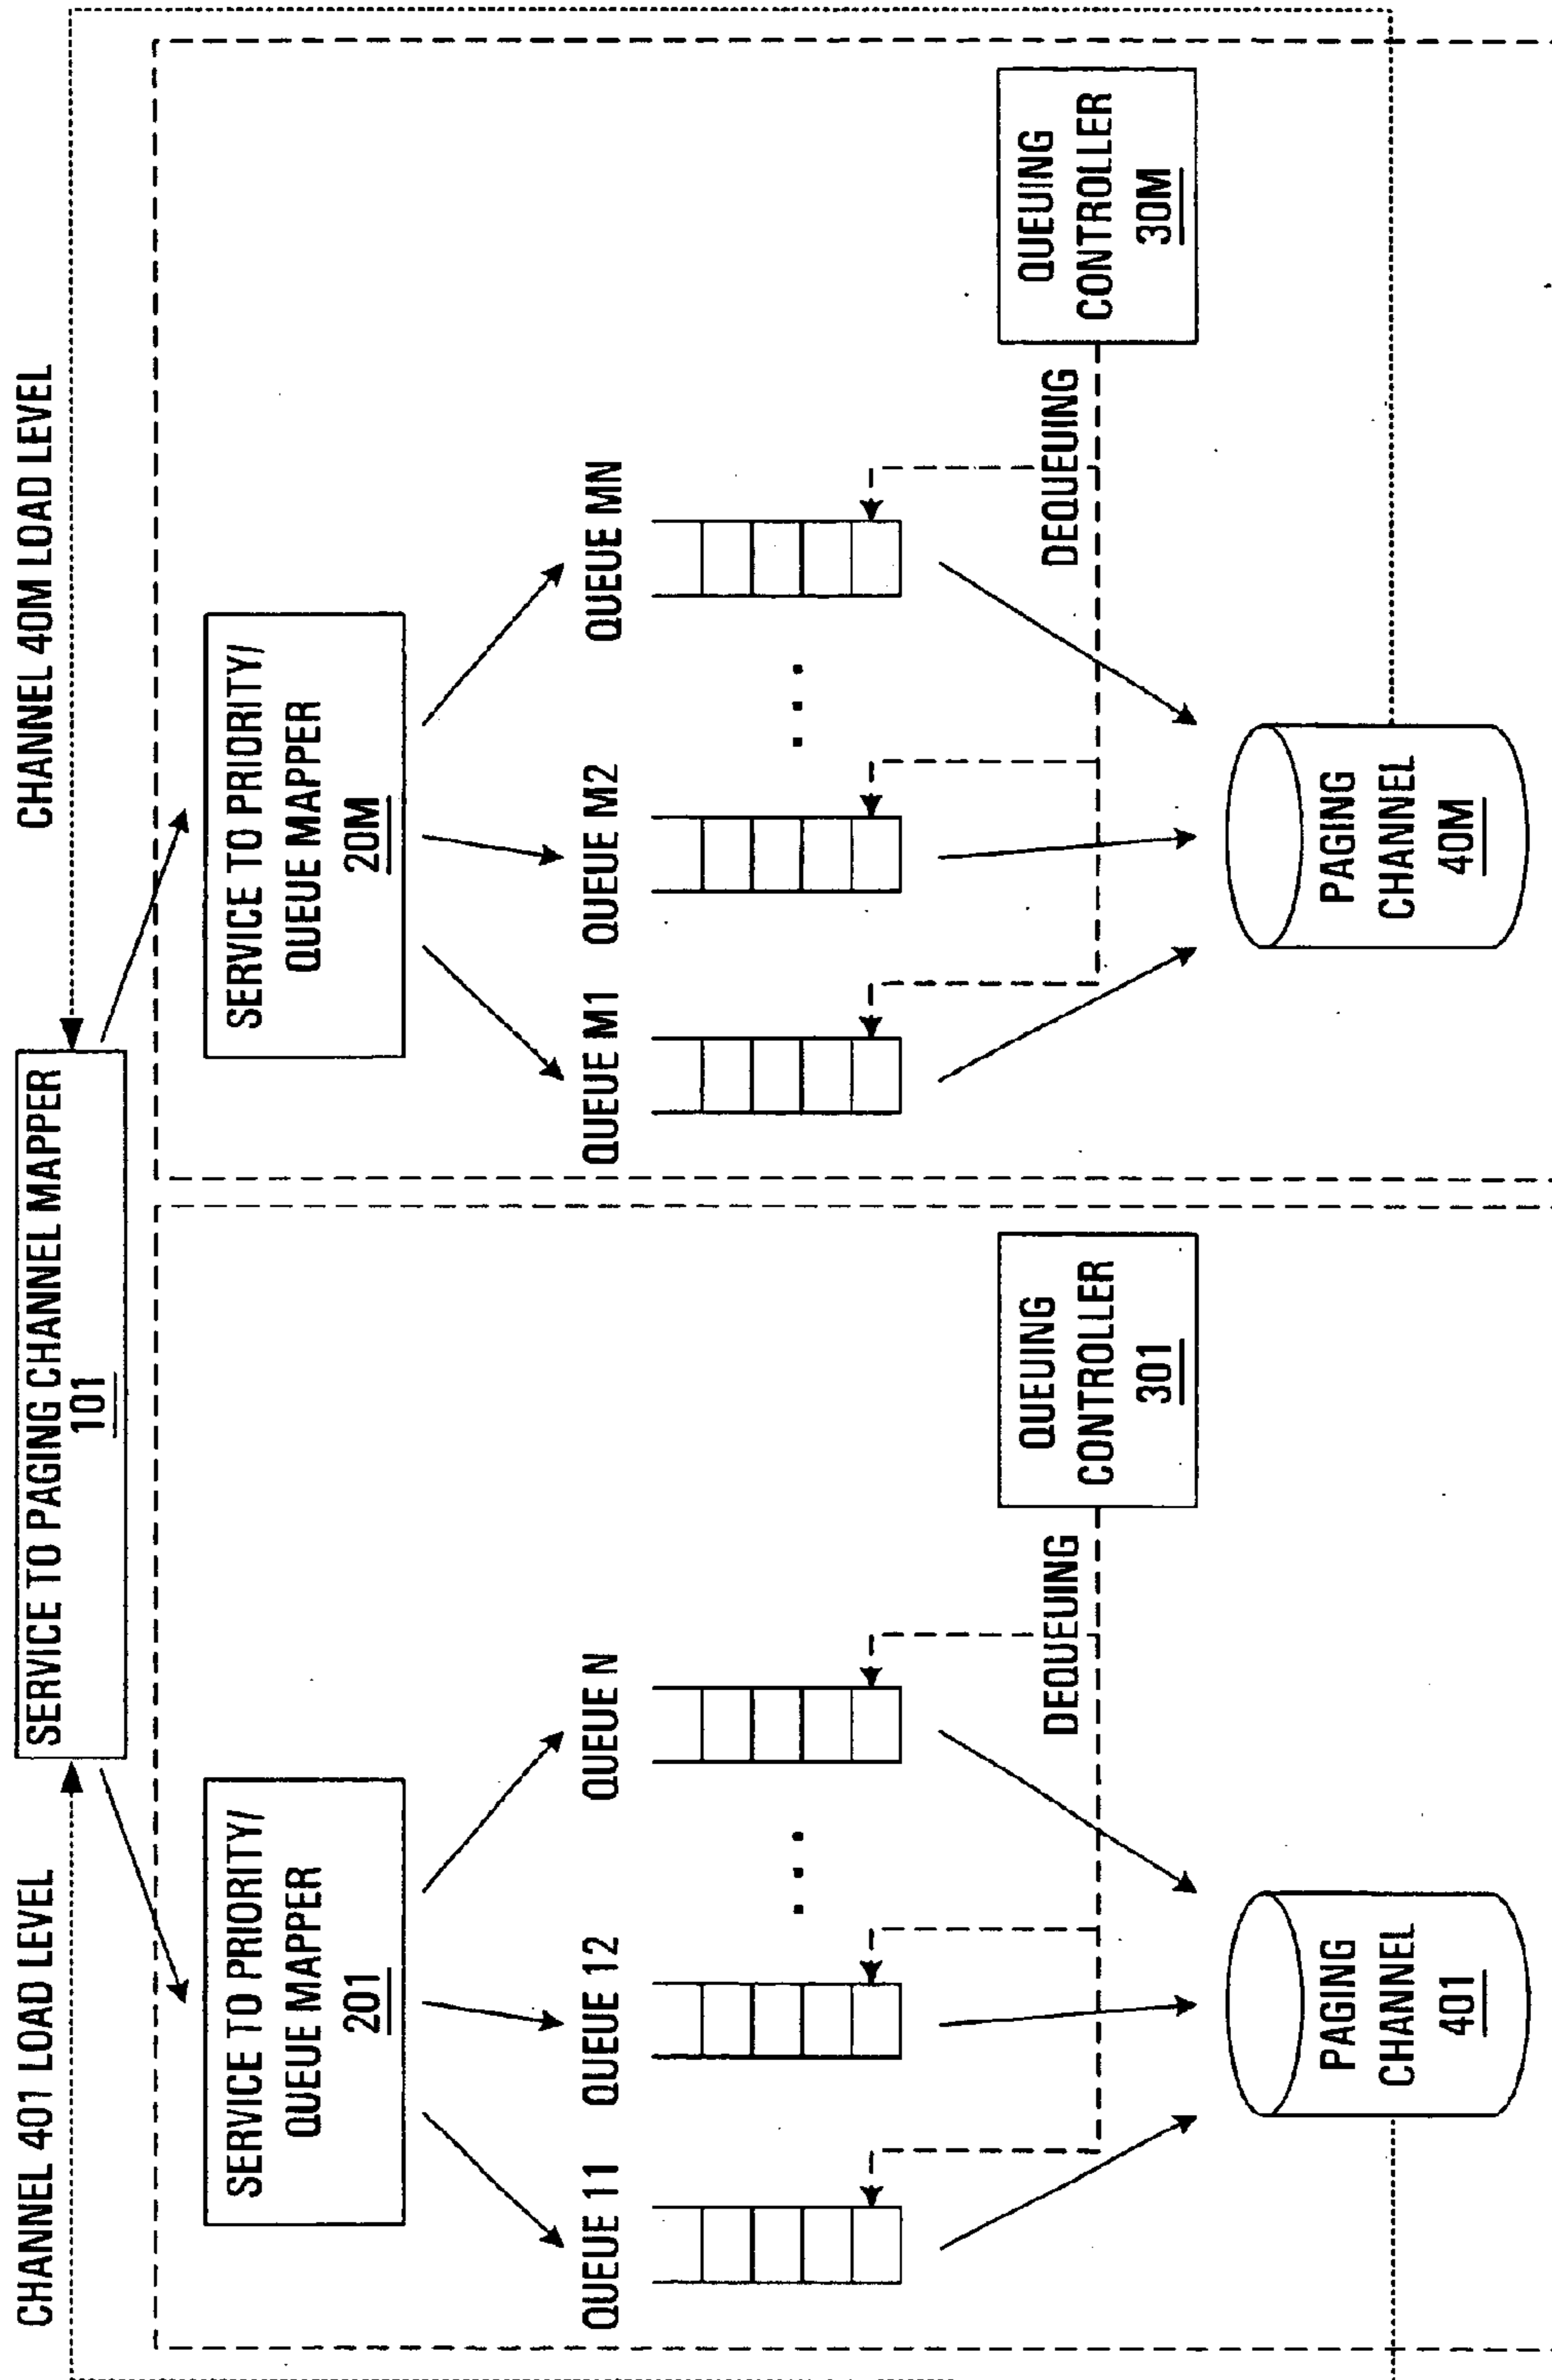 CHANNEL 401 LOAD LEVEL
SERVICE TO PAGING CHANNEL MAPPER
101
CHANNEL 40M LOAD LEVEL
SERVICE TO PRIORITY/
QUEUE MAPPER
201
QUEUE 11
QUEUE 12
QUEUE N
DEQUEUING
QUEUING
CONTROLLER
301
PAGING
CHANNEL
401
SERVICE TO PRIORITY/
QUEUE MAPPER
20M
QUEUE M1
QUEUE M2
QUEUE MN
DEQUEUING
QUEUING
CONTROLLER
30M
PAGING
CHANNEL
40M